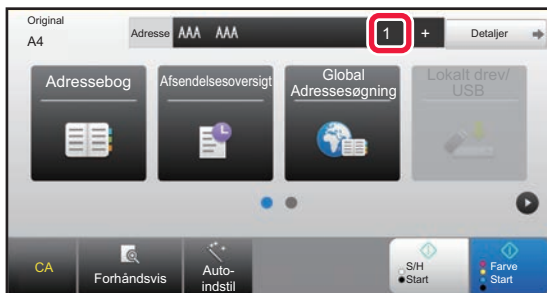 Original
A4
Adresse AAA AAA 1 + Detaljer
Adressebog
Afsendelsesoversigt
Global
Adressesøgning
Lokalt drev/
USB
CA
Forhåndsvis
Auto-
indstil
S/H
Start
Farve
Start